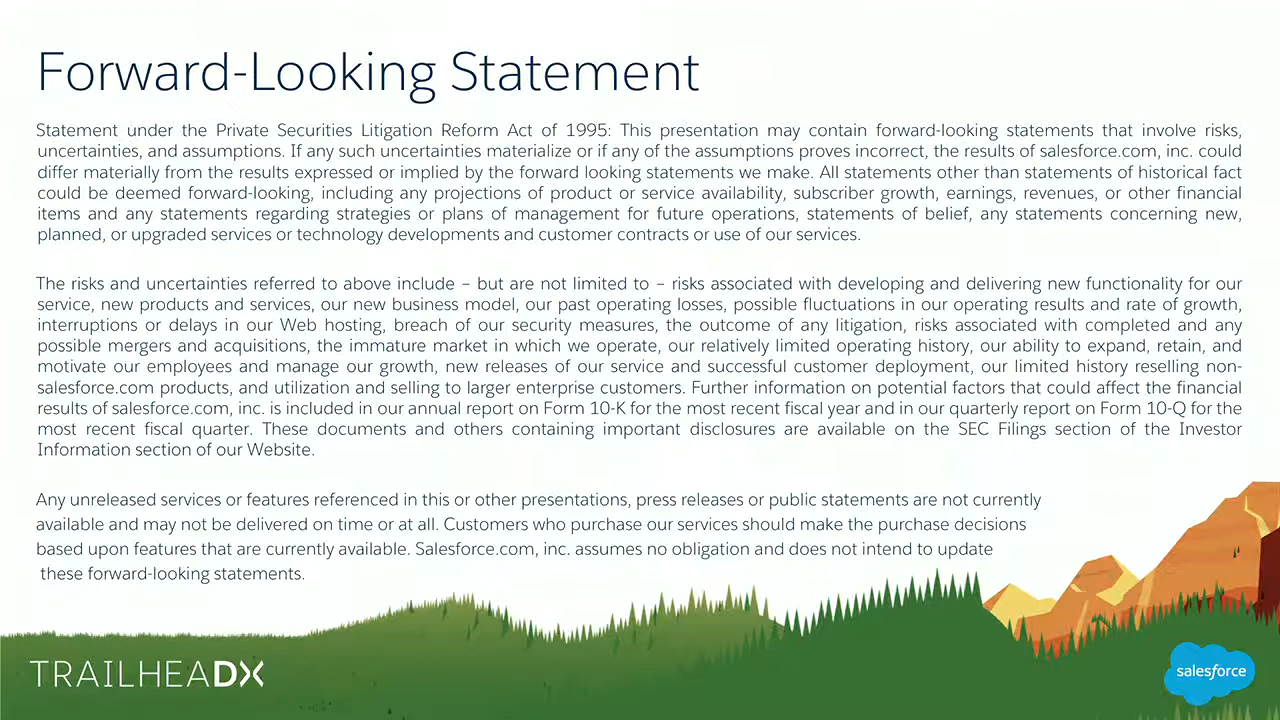 Forward-Looking Statement
Statement under the Private Securities Litigation Reform Act of 1995: This presentation may contain forward-looking statements that involve risks,
uncertainties, and assumptions. If any such uncertainties materialize or if any of the assumptions proves incorrect, the results of salesforce.com, inc. could
differ materially from the results expressed or implied by the forward looking statements we make. All statements other than statements of historical fact
could be deemed forward-looking, including any projections of product or service availability, subscriber growth, earnings, revenues, or other financial
items and any statements regarding strategies or plans of management for future operations, statements of belief, any statements concerning new,
planned, or upgraded services or technology developments and customer contracts or use of our services.
The risks and uncertainties referred to above include – but are not limited to – risks associated with developing and delivering new functionality for our
service, new products and services, our new business model, our past operating losses, possible fluctuations in our operating results and rate of growth,
interruptions or delays in our Web hosting, breach of our security measures, the outcome of any litigation, risks associated with completed and any
possible mergers and acquisitions, the immature market in which we operate, our relatively limited operating history, our ability to expand, retain, and
motivate our employees and manage our growth, new releases of our service and successful customer deployment, our limited history reselling non-
salesforce.com products, and utilization and selling to larger enterprise customers. Further information on potential factors that could affect the financial
results of salesforce.com, inc. is included in our annual report on Form 10-K for the most recent fiscal year and in our quarterly report on Form 10-Q for the
most recent fiscal quarter. These documents and others containing important disclosures are available on the SEC Filings section of the Investor
Information section of our Website.
Any unreleased services or features referenced in this or other presentations, press releases or public statements are not currently
available and may not be delivered on time or at all. Customers who purchase our services should make the purchase decisions
based upon features that are currently available. Salesforce.com, inc. assumes no obligation and does not intend to update
these forward-looking statements.
TRAILHEADX
salesforce